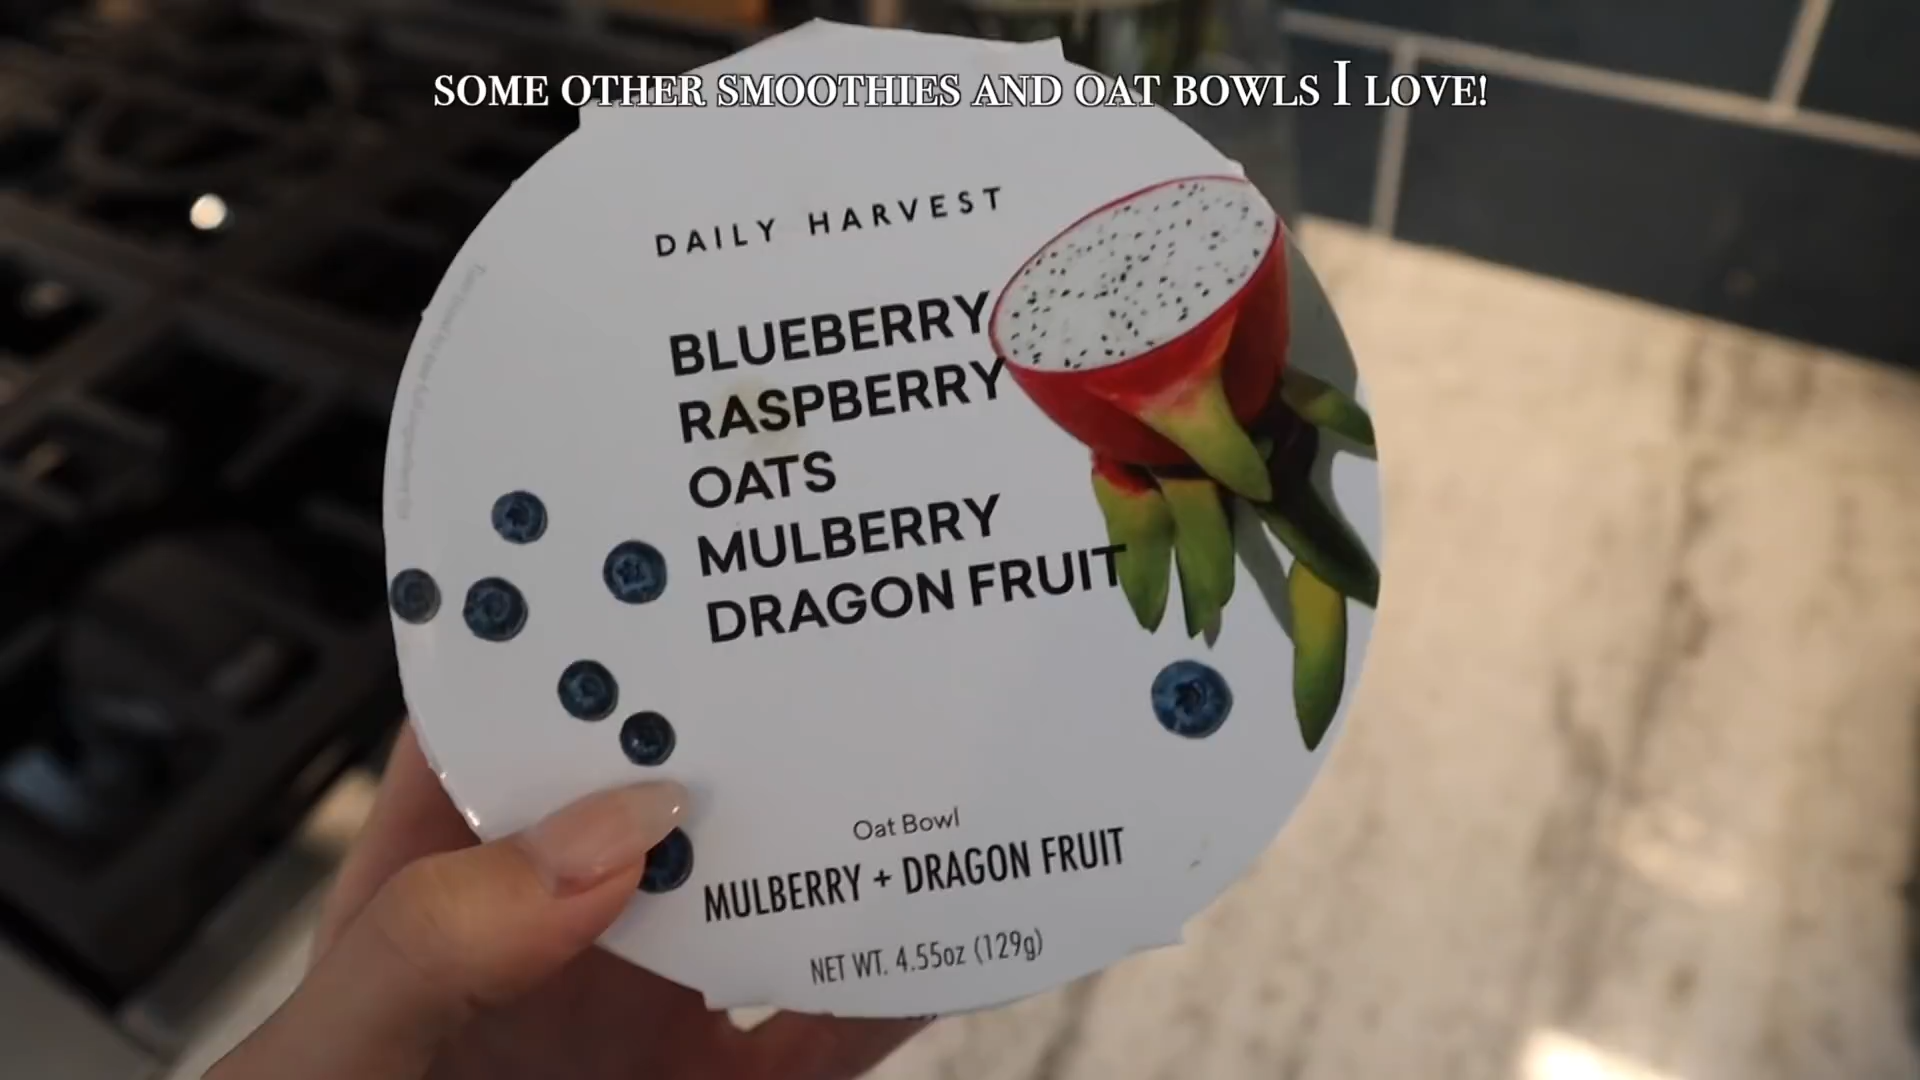 SOME OTHER SMOOTHIES AND OAT BOWLS I LOVE!
DAILY HARVEST
BLUEBERRY
RASPBERRY
OATS
MULBERRY
DRAGON FRUIT
Oat Bowl
MULBERRY + DRAGON FRUIT
NET WT. 4.55oz (129g)